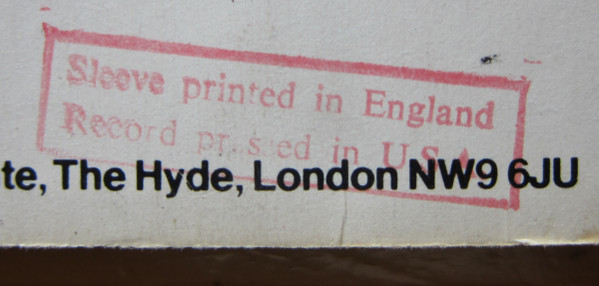 Sleeve printed in England
Record pressed in U.S.A.
te, The Hyde, London NW9 6JU